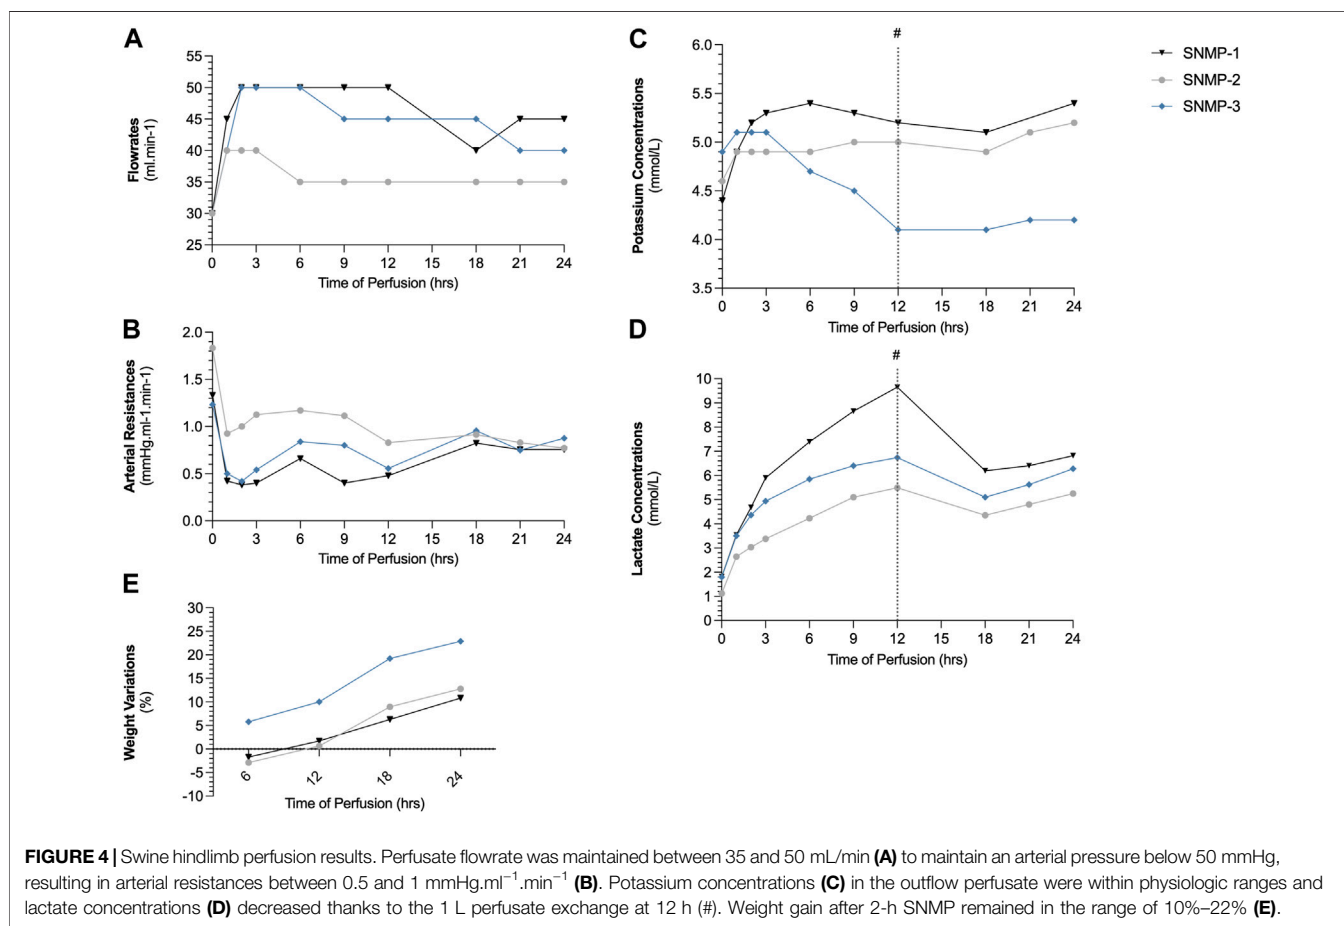 A
Flowrates
(ml.min-1)
55
50
45
40
35
30
25
0 3 6 9 12 15 18 21 24
Time of Perfusion (hrs)
B
Arterial Resistances
(mmHg.ml-1.min-1)
2.0
1.5
1.0
0.5
0.0
0 3 6 9 12 15 18 21 24
Time of Perfusion (hrs)
E
Weight Variations
(%)
30
25
20
15
10
5
0
-5
-10
6 12 18 24
Time of Perfusion (hrs)
C
#
Potassium Concentrations
(mmol/L)
6.0
5.5
5.0
4.5
4.0
3.5
0 3 6 9 12 15 18 21 24
Time of Perfusion (hrs)
D
#
Lactate Concentrations
(mmol/L)
10
9
8
7
6
5
4
3
2
1
0
0 3 6 9 12 15 18 21 24
Time of Perfusion (hrs)
SNMP-1
SNMP-2
SNMP-3
FIGURE 4 | Swine hindlimb perfusion results. Perfusate flowrate was maintained between 35 and 50 mL/min (A) to maintain an arterial pressure below 50 mmHg,
resulting in arterial resistances between 0.5 and 1 mmHg.ml⁻¹.min⁻¹ (B). Potassium concentrations (C) in the outflow perfusate were within physiologic ranges and
lactate concentrations (D) decreased thanks to the 1 L perfusate exchange at 12 h (#). Weight gain after 2-h SNMP remained in the range of 10%–22% (E).